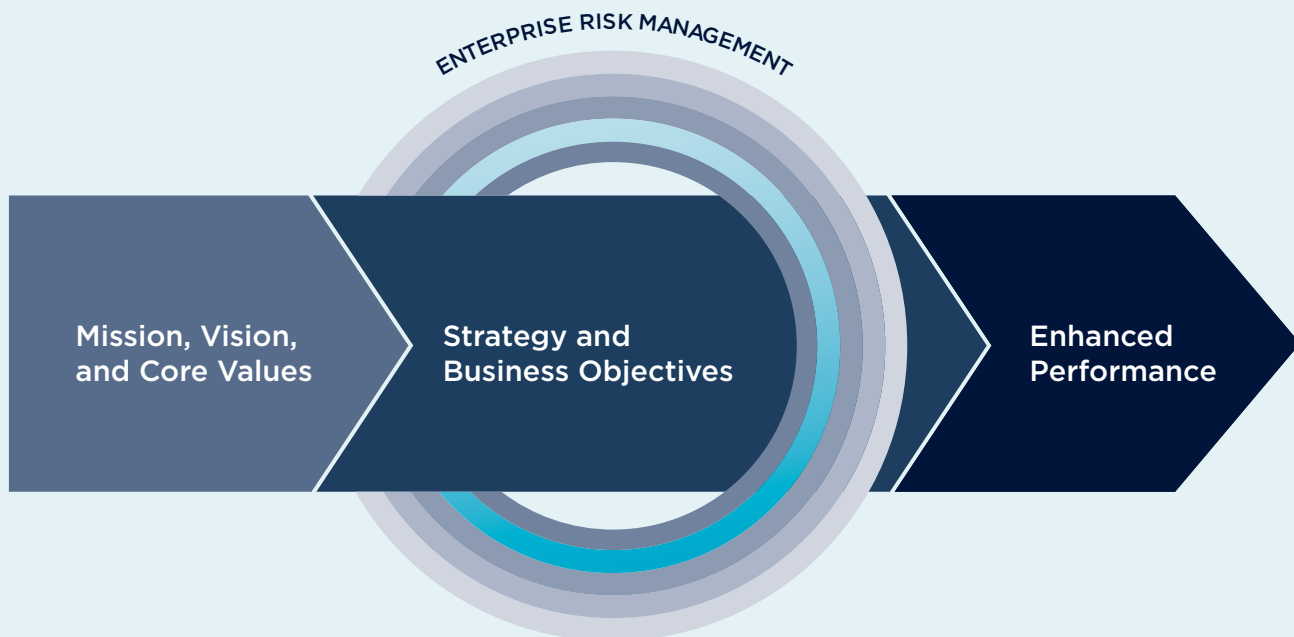 ENTERPRISE RISK MANAGEMENT
Mission, Vision,
and Core Values
Strategy and
Business Objectives
Enhanced
Performance